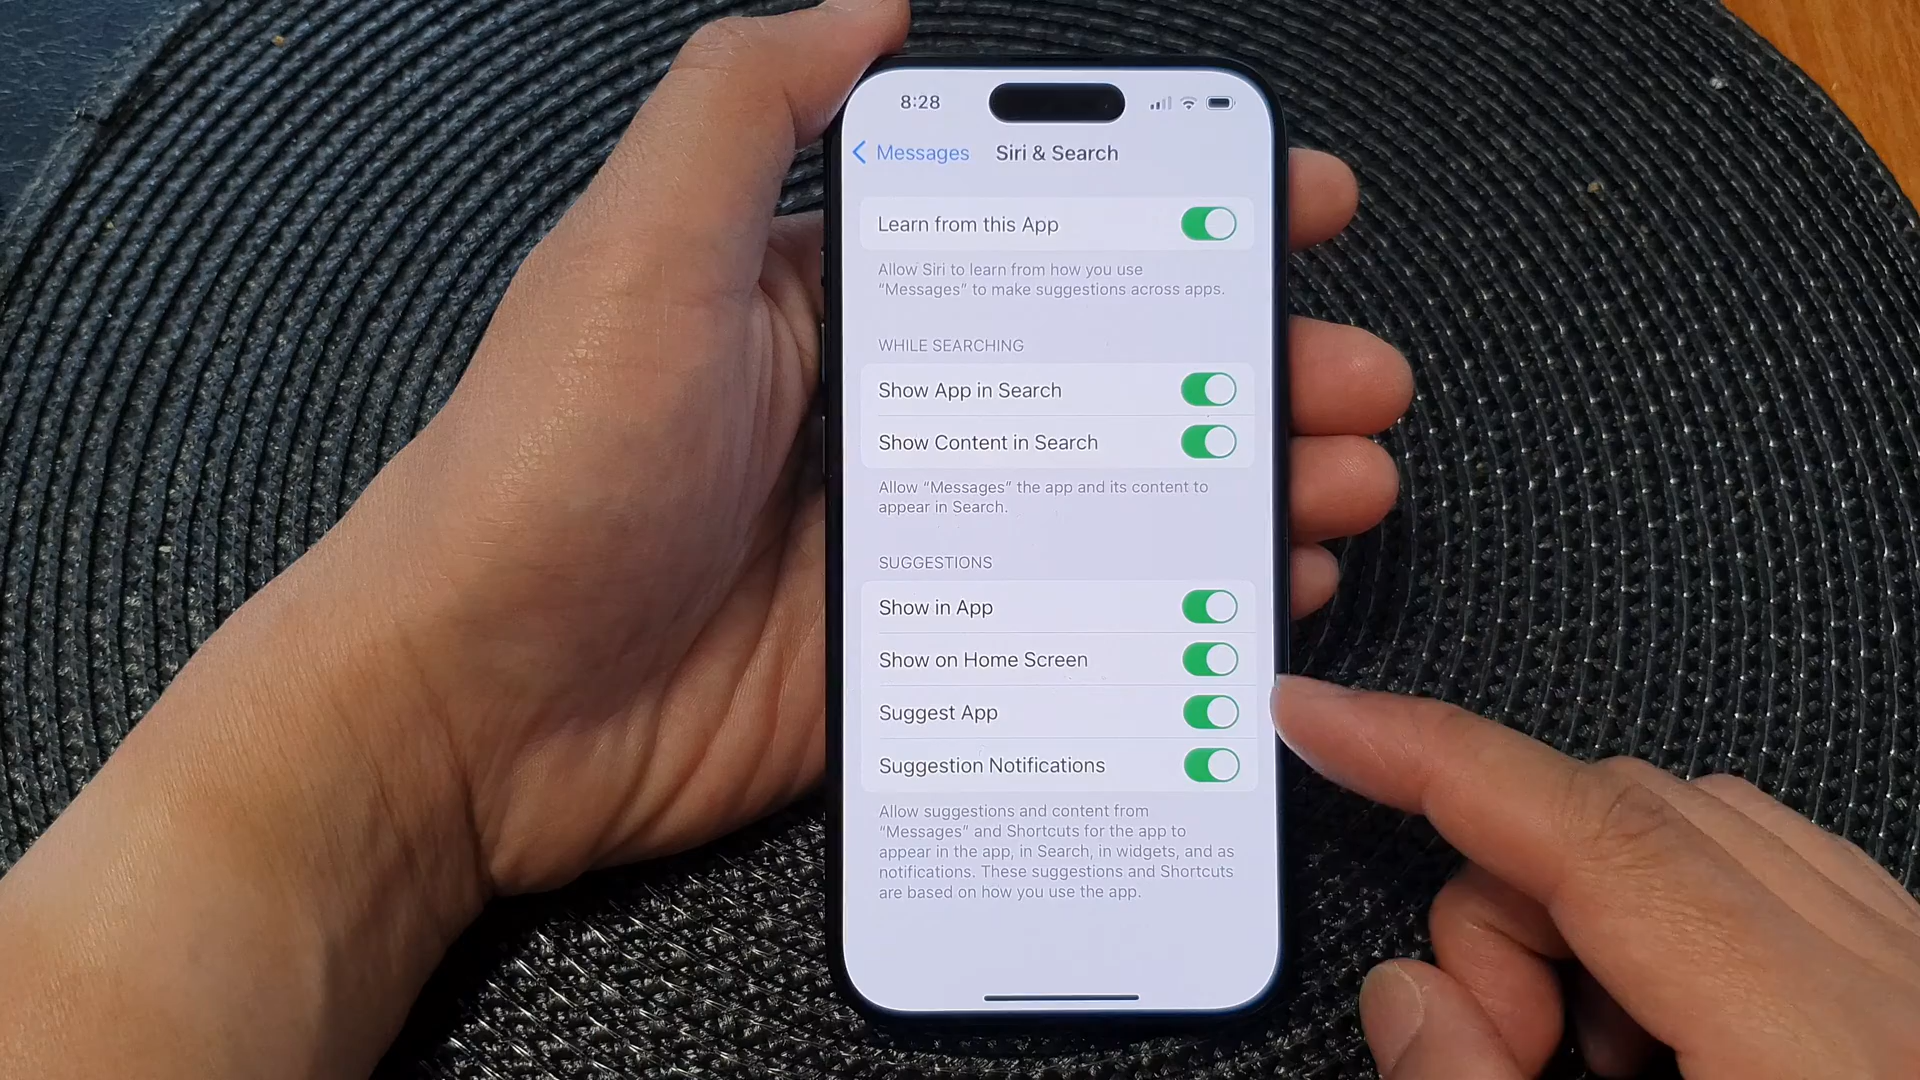 8:28
Messages Siri & Search
Learn from this App
Allow Siri to learn from how you use
“Messages” to make suggestions across apps.
WHILE SEARCHING
Show App in Search
Show Content in Search
Allow “Messages” the app and its content to
appear in Search.
SUGGESTIONS
Show in App
Show on Home Screen
Suggest App
Suggestion Notifications
Allow suggestions and content from
“Messages” and Shortcuts for the app to
appear in the app, in Search, in widgets, and as
notifications. These suggestions and Shortcuts
are based on how you use the app.